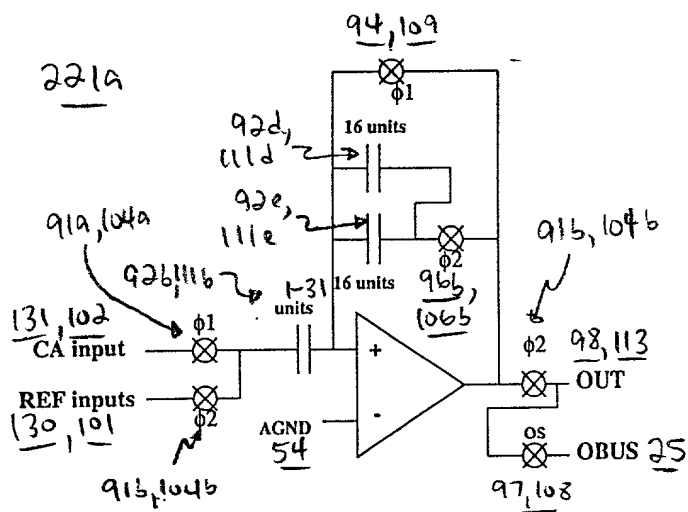 94, 109
221a
φ1
92d,
111d
16 units
92e,
111e
91a, 104a
91b, 104b
φ2
92b, 111b
1-31
units
16 units
96b,
106b
131, 102
φ1
CA input
+
φ2
98, 113
OUT
REF inputs
φ2
130, 101
-
AGND
54
os
OBUS 25
91b, 104b
97, 108